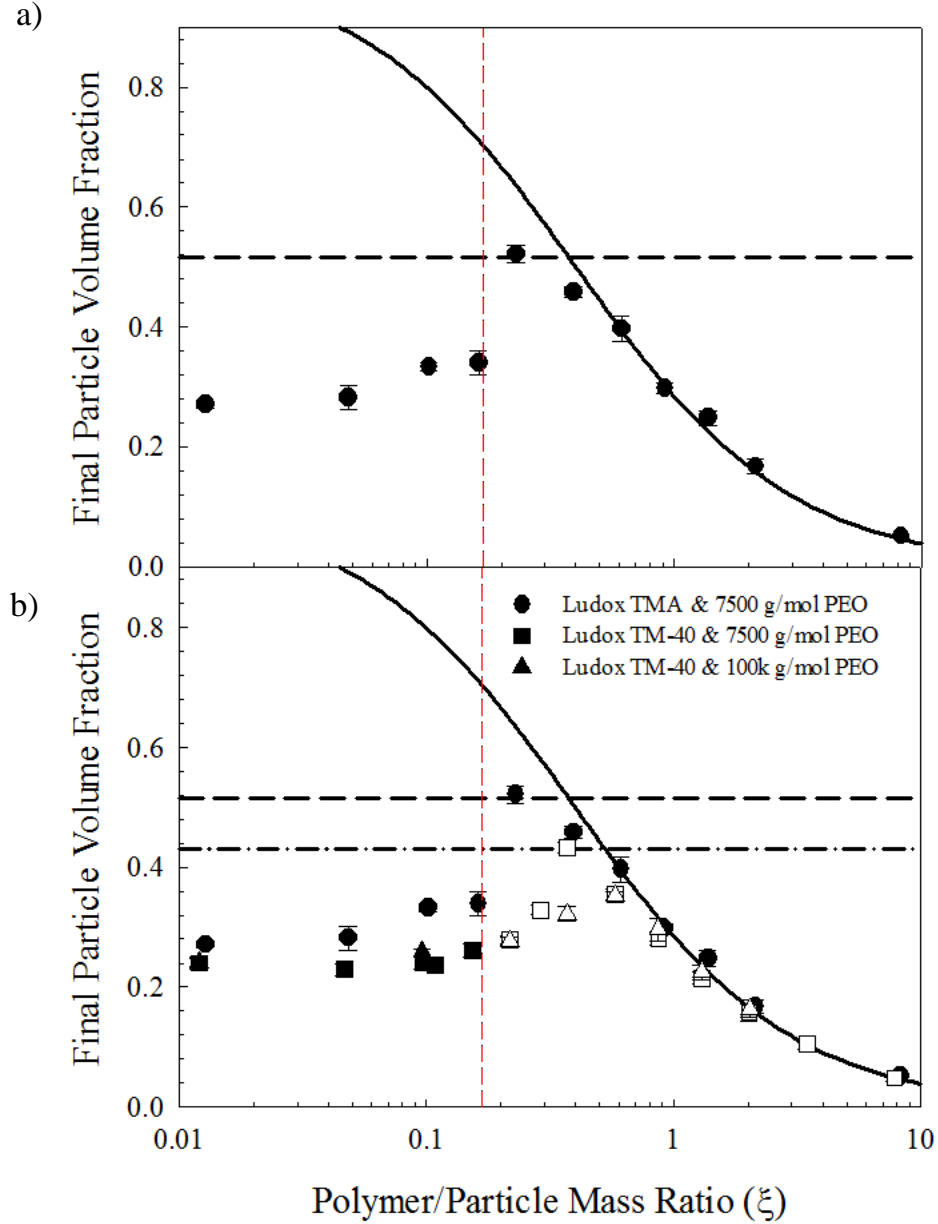 a)
0.8
0.6
0.4
0.2
0.0
Final Particle Volume Fraction
b)
Ludox TMA & 7500 g/mol PEO
Ludox TM-40 & 7500 g/mol PEO
Ludox TM-40 & 100k g/mol PEO
0.8
0.6
0.4
0.2
0.0
Final Particle Volume Fraction
0.01
0.1
1
10
Polymer/Particle Mass Ratio (ξ)